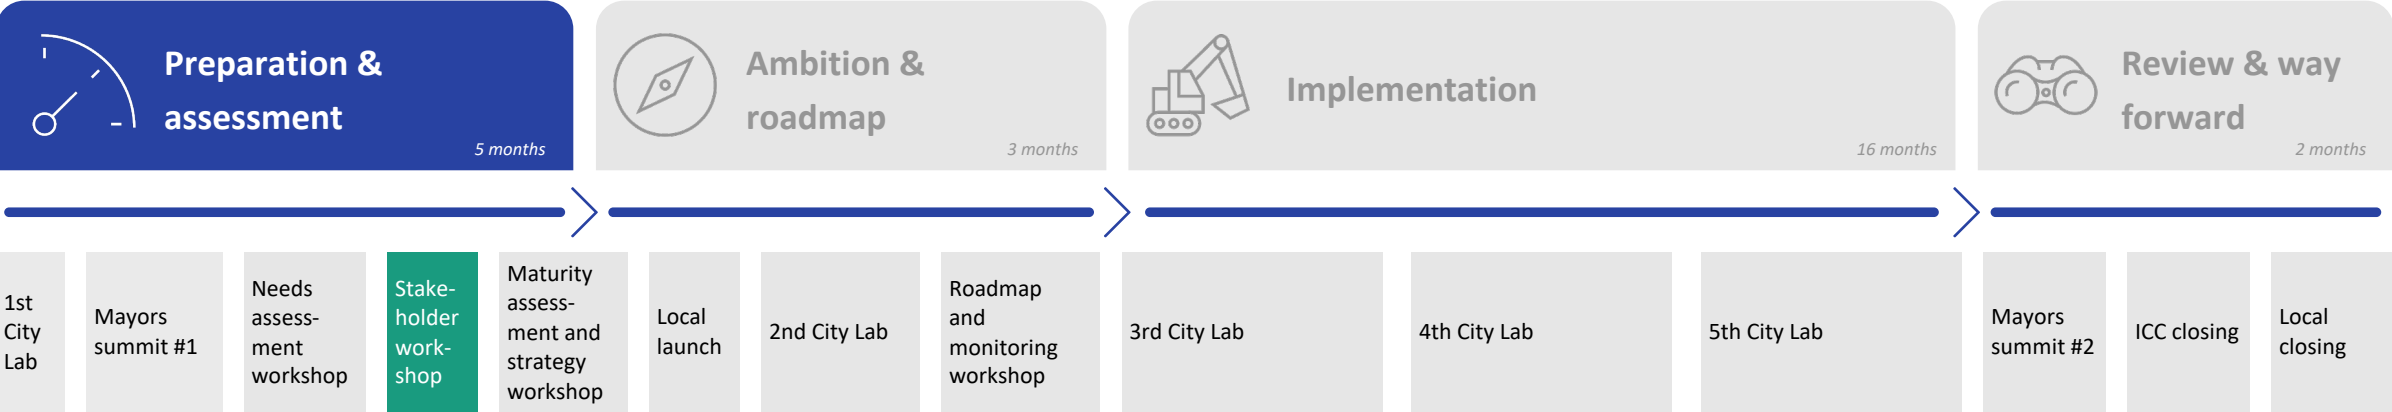 Preparation &
assessment
5 months
Ambition &
roadmap
3 months
Implementation
16 months
Review & way
forward
2 months
1st
City
Lab
Mayors
summit #1
Needs
assess-
ment
workshop
Stake-
holder
work-
shop
Maturity
assess-
ment and
strategy
workshop
Local
launch
2nd City Lab
Roadmap
and
monitoring
workshop
3rd City Lab
4th City Lab
5th City Lab
Mayors
summit #2
ICC closing
Local
closing